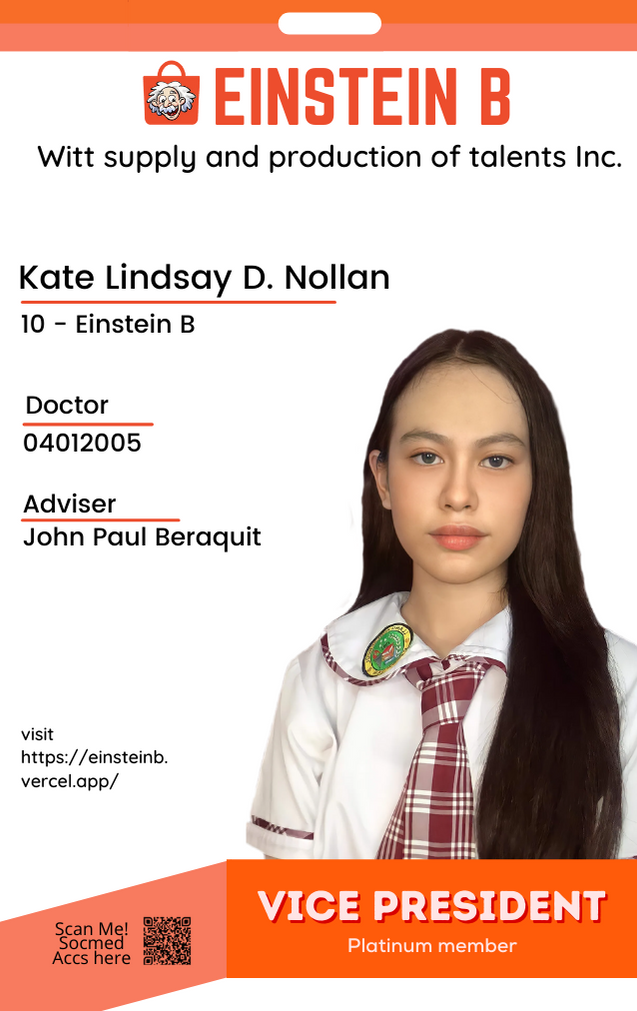 EINSTEIN B
Witt supply and production of talents Inc.
Kate Lindsay D. Nollan
10 - Einstein B
Doctor
04012005
Adviser
John Paul Beraquit
visit
https://einsteinb.
vercel.app/
VICE PRESIDENT
Platinum member
Scan Me!
Socmed
Accs here